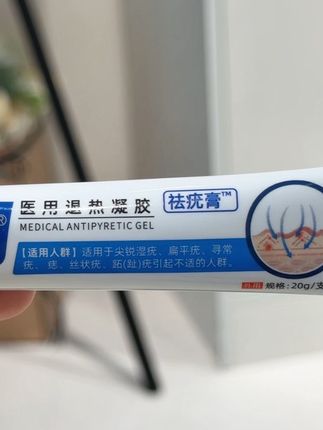 ®
医用退热凝胶 祛疣膏™
MEDICAL ANTIPYRETIC GEL
【适用人群】适用于尖锐湿疣、扁平疣、寻常
疣、痣、丝状疣、跖(趾)疣引起不适的人群。
外用 规格:20g/支